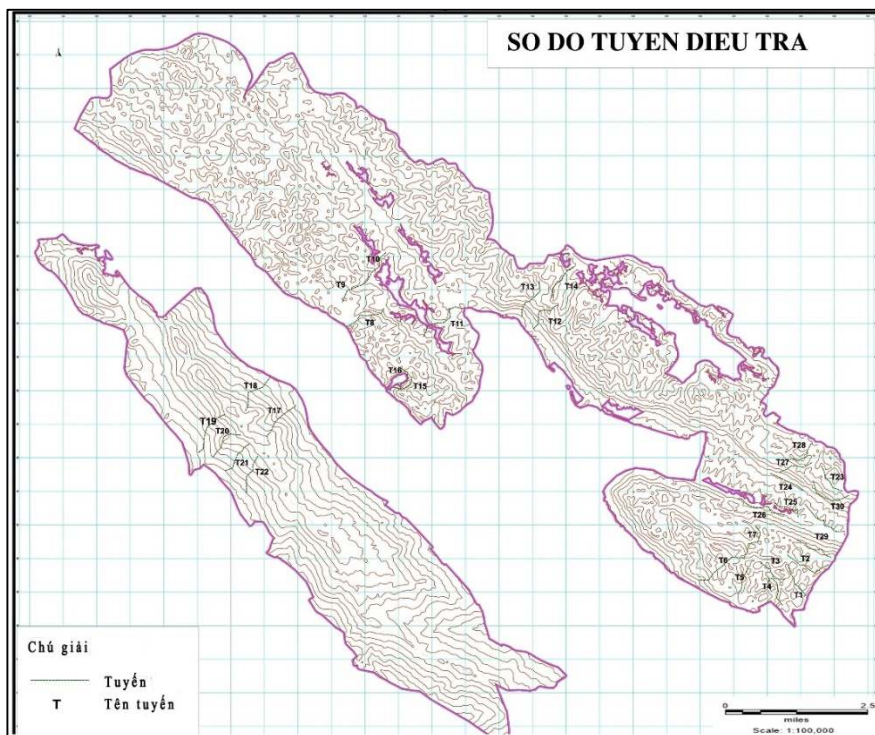 SO DO TUYEN DIEU TRA
T10
T9
T8
T11
T13
T14
T12
T16
T15
T18
T17
T19
T20
T21
T22
T28
T27
T23
T24
T25
T30
T26
T7
T29
T6
T3
T2
T5
T4
T1
Chú giải
Tuyến
T Tên tuyến
0 2.5
miles
Scale: 1:100,000